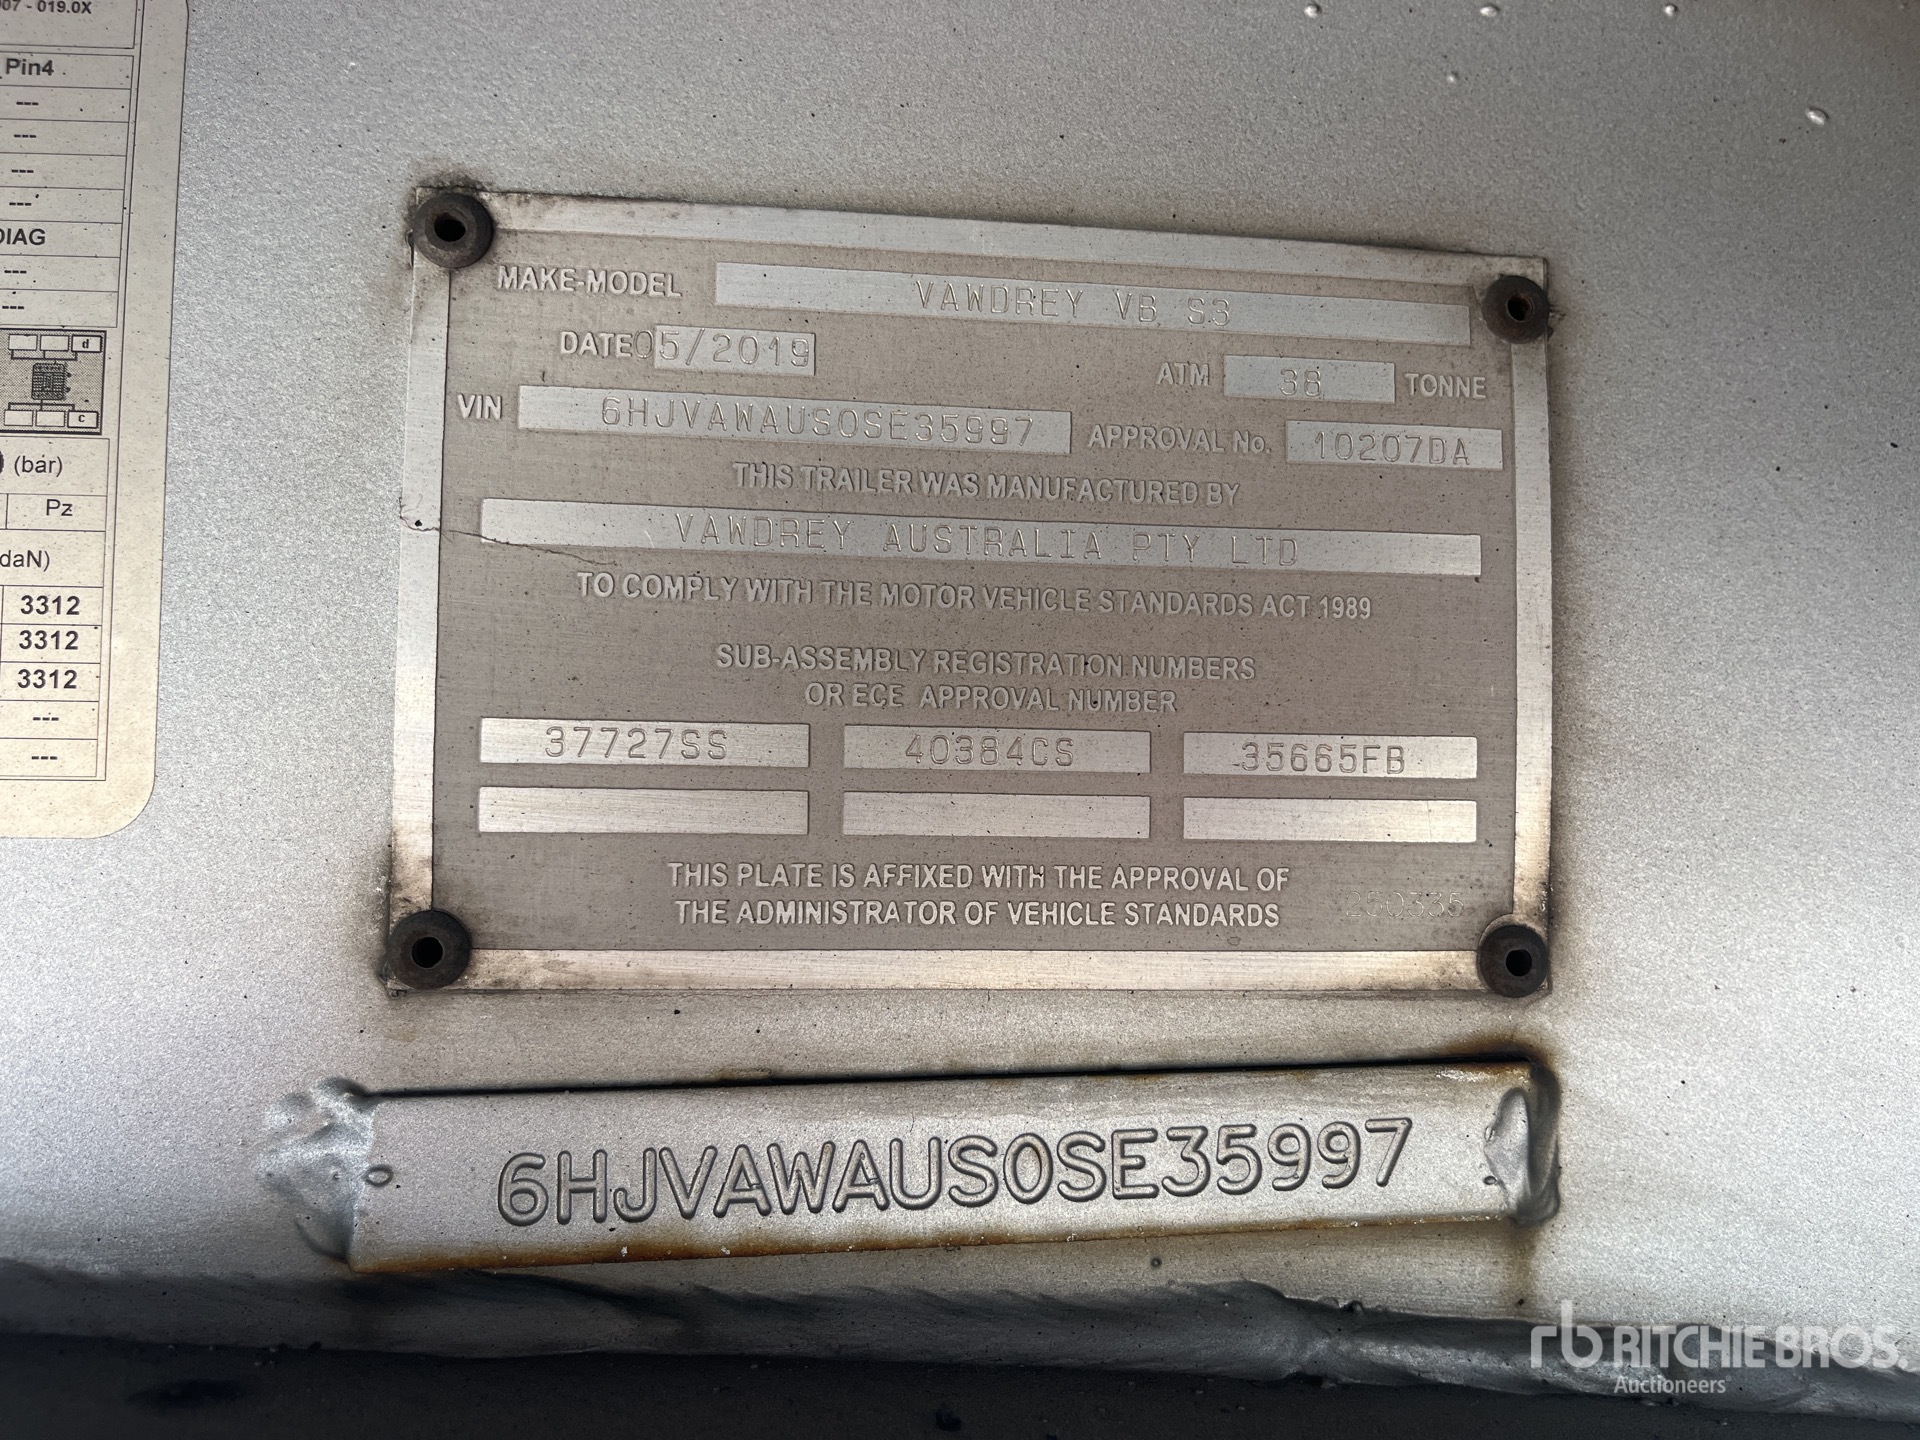 07 - 019.0X
Pin4
---
---
---
---
DIAG
---
---
d
c
(bar)
Pz
daN)
3312
3312
3312
---
---
MAKE-MODEL VAWDREY VB S3
DATE 05/2019 ATM 38 TONNE
VIN 6HJVAWAUS0SE35997 APPROVAL No. 10207DA
THIS TRAILER WAS MANUFACTURED BY
VAWDREY AUSTRALIA PTY LTD
TO COMPLY WITH THE MOTOR VEHICLE STANDARDS ACT 1989
SUB-ASSEMBLY REGISTRATION NUMBERS
OR ECE APPROVAL NUMBER
37727SS 40384CS 35665FB
THIS PLATE IS AFFIXED WITH THE APPROVAL OF
THE ADMINISTRATOR OF VEHICLE STANDARDS 250335
6HJVAWAUS0SE35997
rb RITCHIE BROS.
Auctioneers